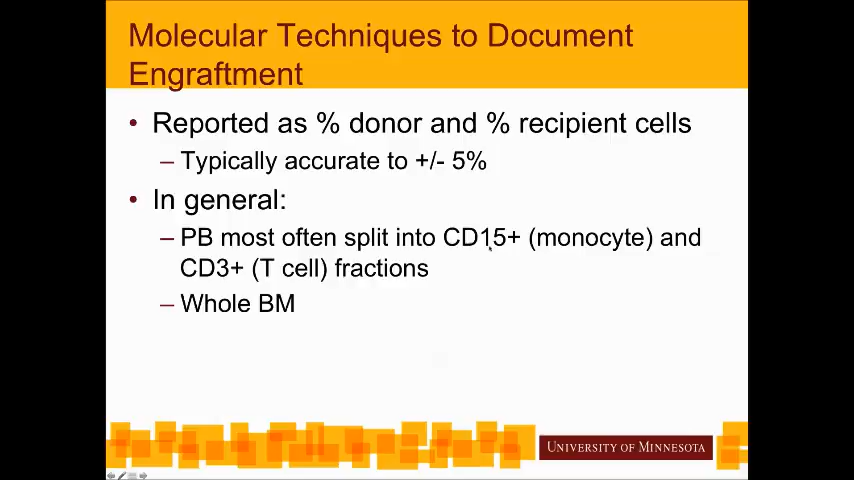 Molecular Techniques to Document
Engraftment
• Reported as % donor and % recipient cells
– Typically accurate to +/- 5%
• In general:
– PB most often split into CD15+ (monocyte) and
CD3+ (T cell) fractions
– Whole BM
UNIVERSITY OF MINNESOTA